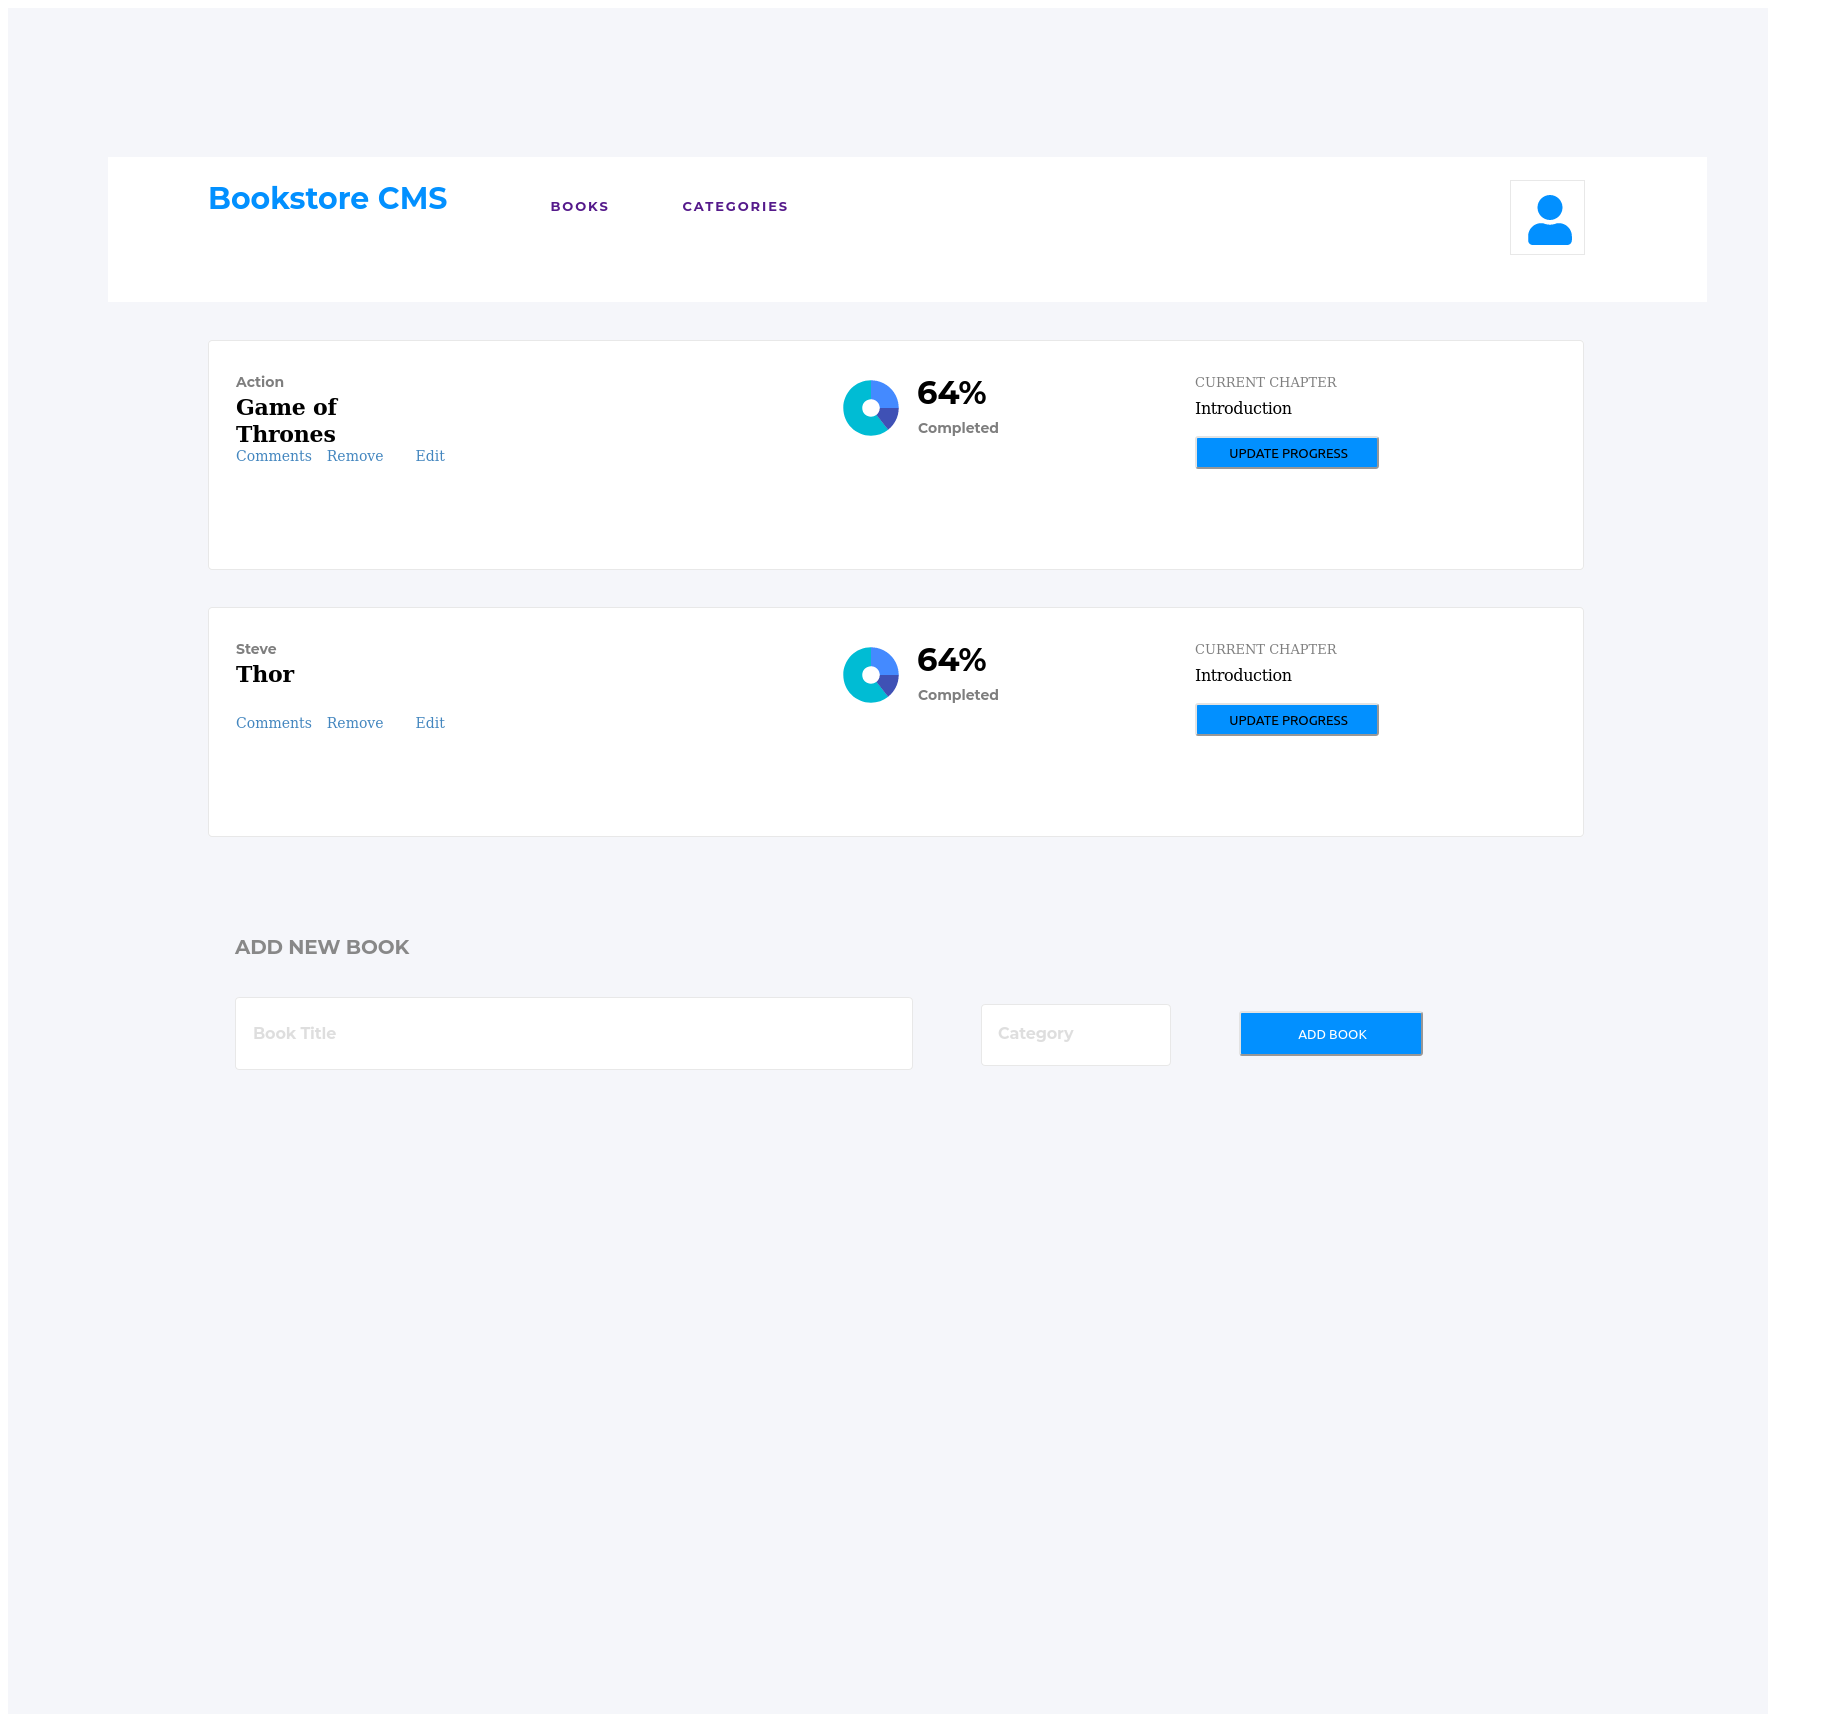 Bookstore CMS
BOOKS
CATEGORIES
Action
Game of
Thrones
Comments Remove Edit
64%
Completed
CURRENT CHAPTER
Introduction
UPDATE PROGRESS
Steve
Thor
Comments Remove Edit
64%
Completed
CURRENT CHAPTER
Introduction
UPDATE PROGRESS
ADD NEW BOOK
Book Title
Category
ADD BOOK